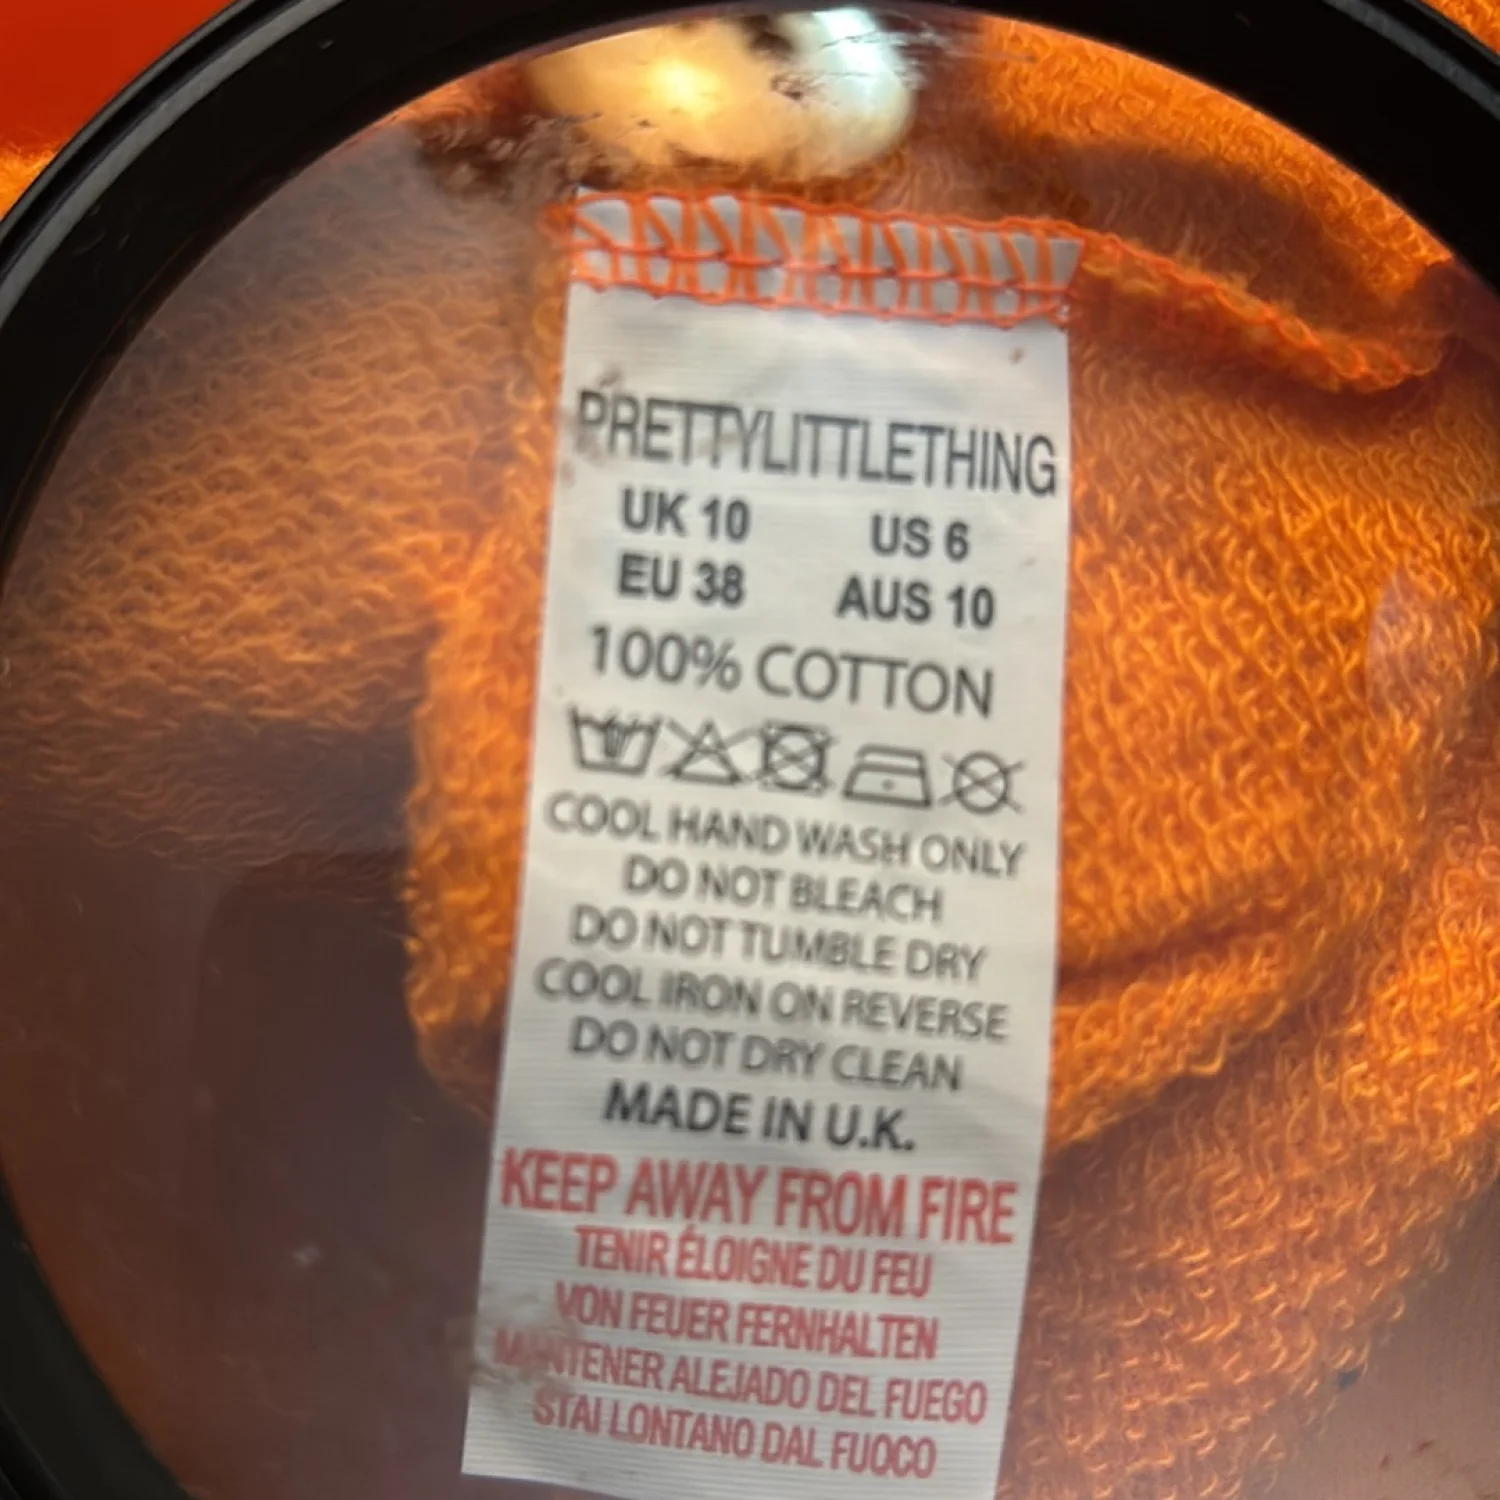 PRETTYLITTLETHING
UK 10 US 6
EU 38 AUS 10
100% COTTON
COOL HAND WASH ONLY
DO NOT BLEACH
DO NOT TUMBLE DRY
COOL IRON ON REVERSE
DO NOT DRY CLEAN
MADE IN U.K.
KEEP AWAY FROM FIRE
TENIR ÉLOIGNE DU FEU
VON FEUER FERNHALTEN
MANTENER ALEJADO DEL FUEGO
STAI LONTANO DAL FUOCO